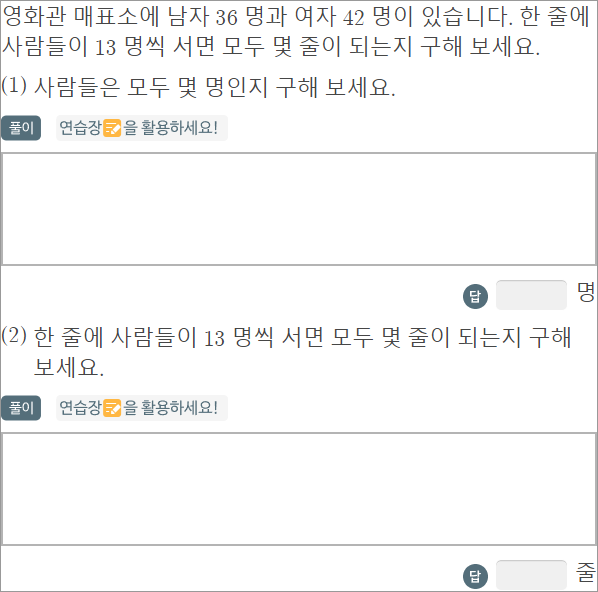 영화관 매표소에 남자 36 명과 여자 42 명이 있습니다. 한 줄에
사람들이 13 명씩 서면 모두 몇 줄이 되는지 구해 보세요.
(1) 사람들은 모두 몇 명인지 구해 보세요.
풀이 연습장을 활용하세요!
답 명
(2) 한 줄에 사람들이 13 명씩 서면 모두 몇 줄이 되는지 구해
보세요.
풀이 연습장을 활용하세요!
답 줄